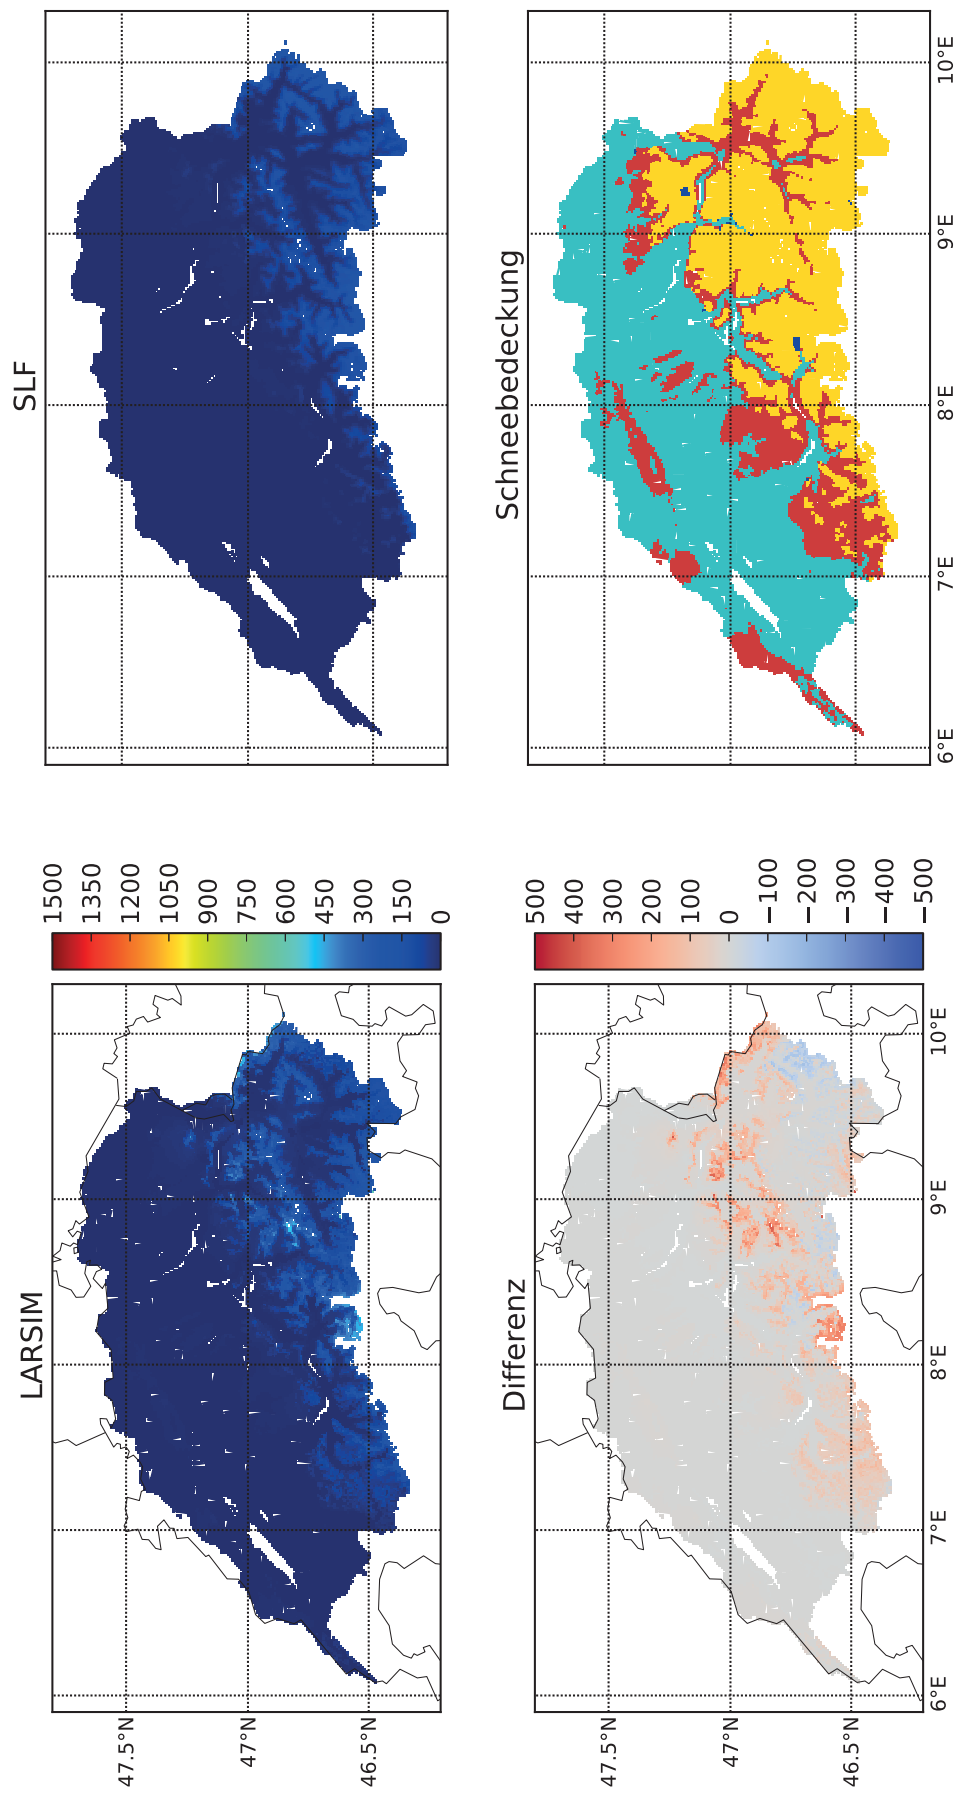 LARSIM
SLF
1500
1350
1200
1050
900
750
600
450
300
150
0
47.5°N
47°N
46.5°N
Differenz
Schneebedeckung
500
400
300
200
100
0
−100
−200
−300
−400
−500
47.5°N
47°N
46.5°N
6°E
7°E
8°E
9°E
10°E
6°E
7°E
8°E
9°E
10°E